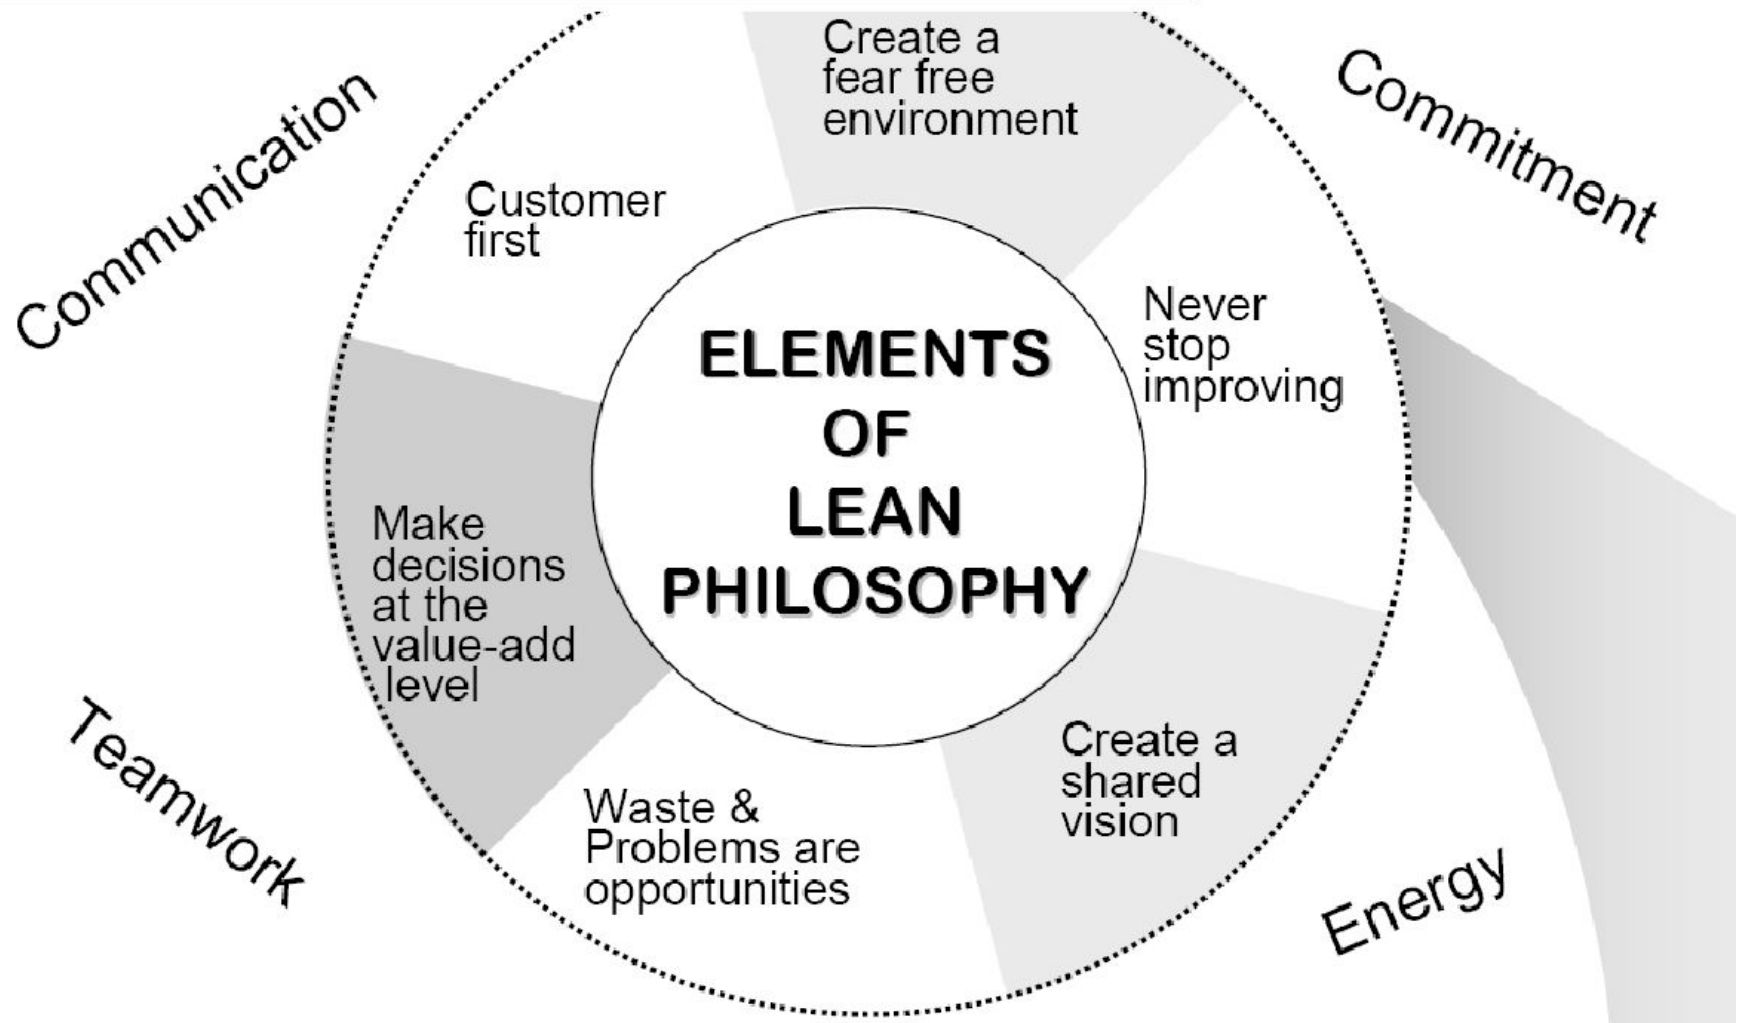 Communication
Commitment
Create a
fear free
environment
Customer
first
Never
stop
improving
ELEMENTS
OF
LEAN
PHILOSOPHY
Make
decisions
at the
value-add
level
Create a
shared
vision
Waste &
Problems are
opportunities
Teamwork
Energy